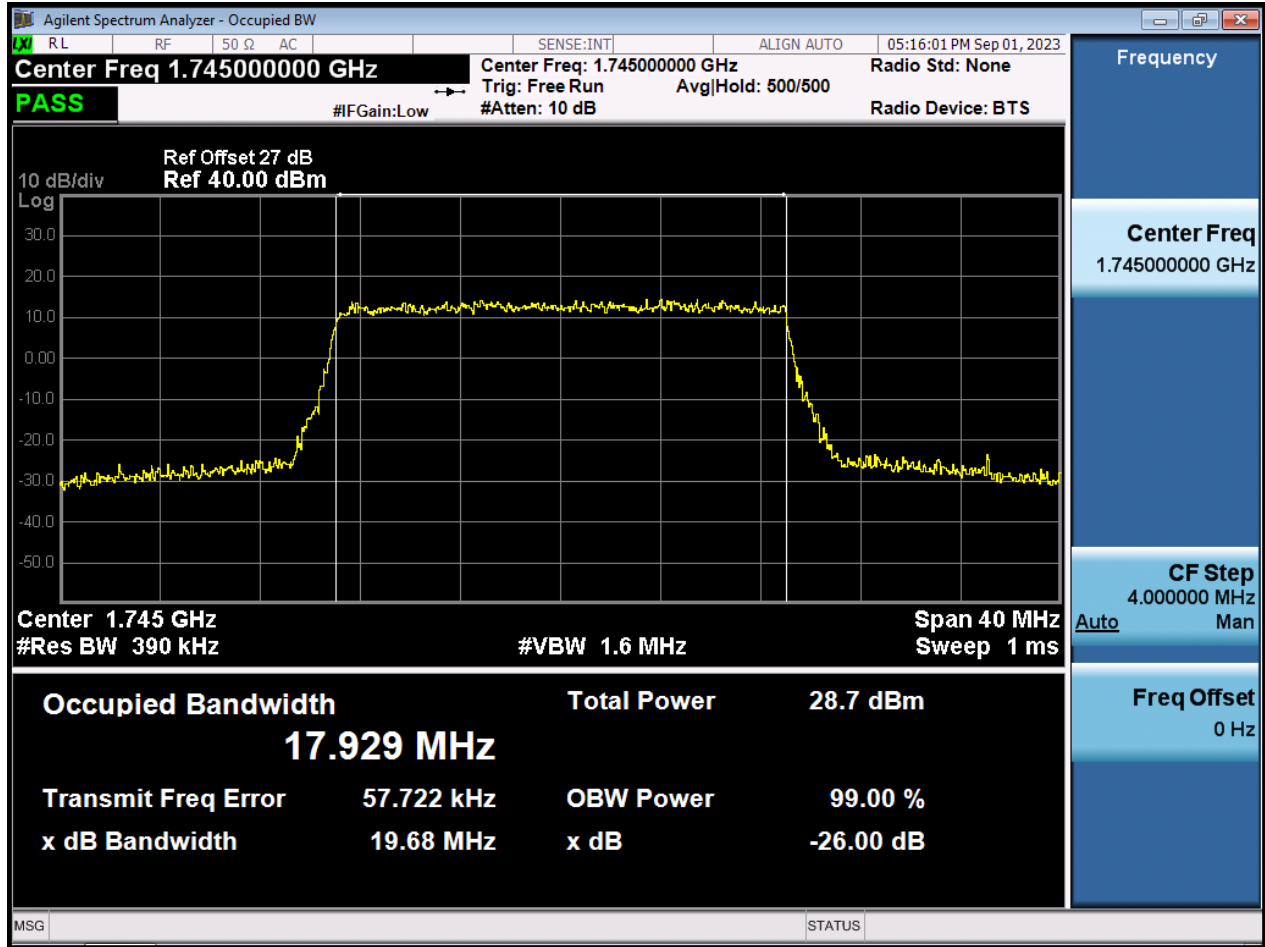 Agilent Spectrum Analyzer - Occupied BW
LXI RL RF 50 Ω AC SENSE:INT ALIGN AUTO 05:16:01 PM Sep 01, 2023
Center Freq 1.745000000 GHz
PASS
#IFGain:Low
Center Freq: 1.745000000 GHz
Trig: Free Run Avg|Hold: 500/500
#Atten: 10 dB
Radio Std: None
Radio Device: BTS
Ref Offset 27 dB
10 dB/div Ref 40.00 dBm
Log
30.0
20.0
10.0
0.00
-10.0
-20.0
-30.0
-40.0
-50.0
Center 1.745 GHz Span 40 MHz
#Res BW 390 kHz #VBW 1.6 MHz Sweep 1 ms
Occupied Bandwidth Total Power 28.7 dBm
17.929 MHz
Transmit Freq Error 57.722 kHz OBW Power 99.00 %
x dB Bandwidth 19.68 MHz x dB -26.00 dB
MSG STATUS
Frequency
Center Freq
1.745000000 GHz
CF Step
4.000000 MHz
Auto Man
Freq Offset
0 Hz